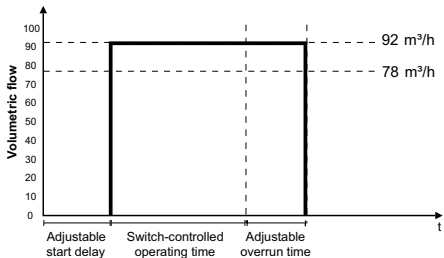 Volumetric flow
100
90
80
70
60
50
40
30
20
10
0
92 m³/h
78 m³/h
t
Adjustable
start delay
Switch-controlled
operating time
Adjustable
overrun time